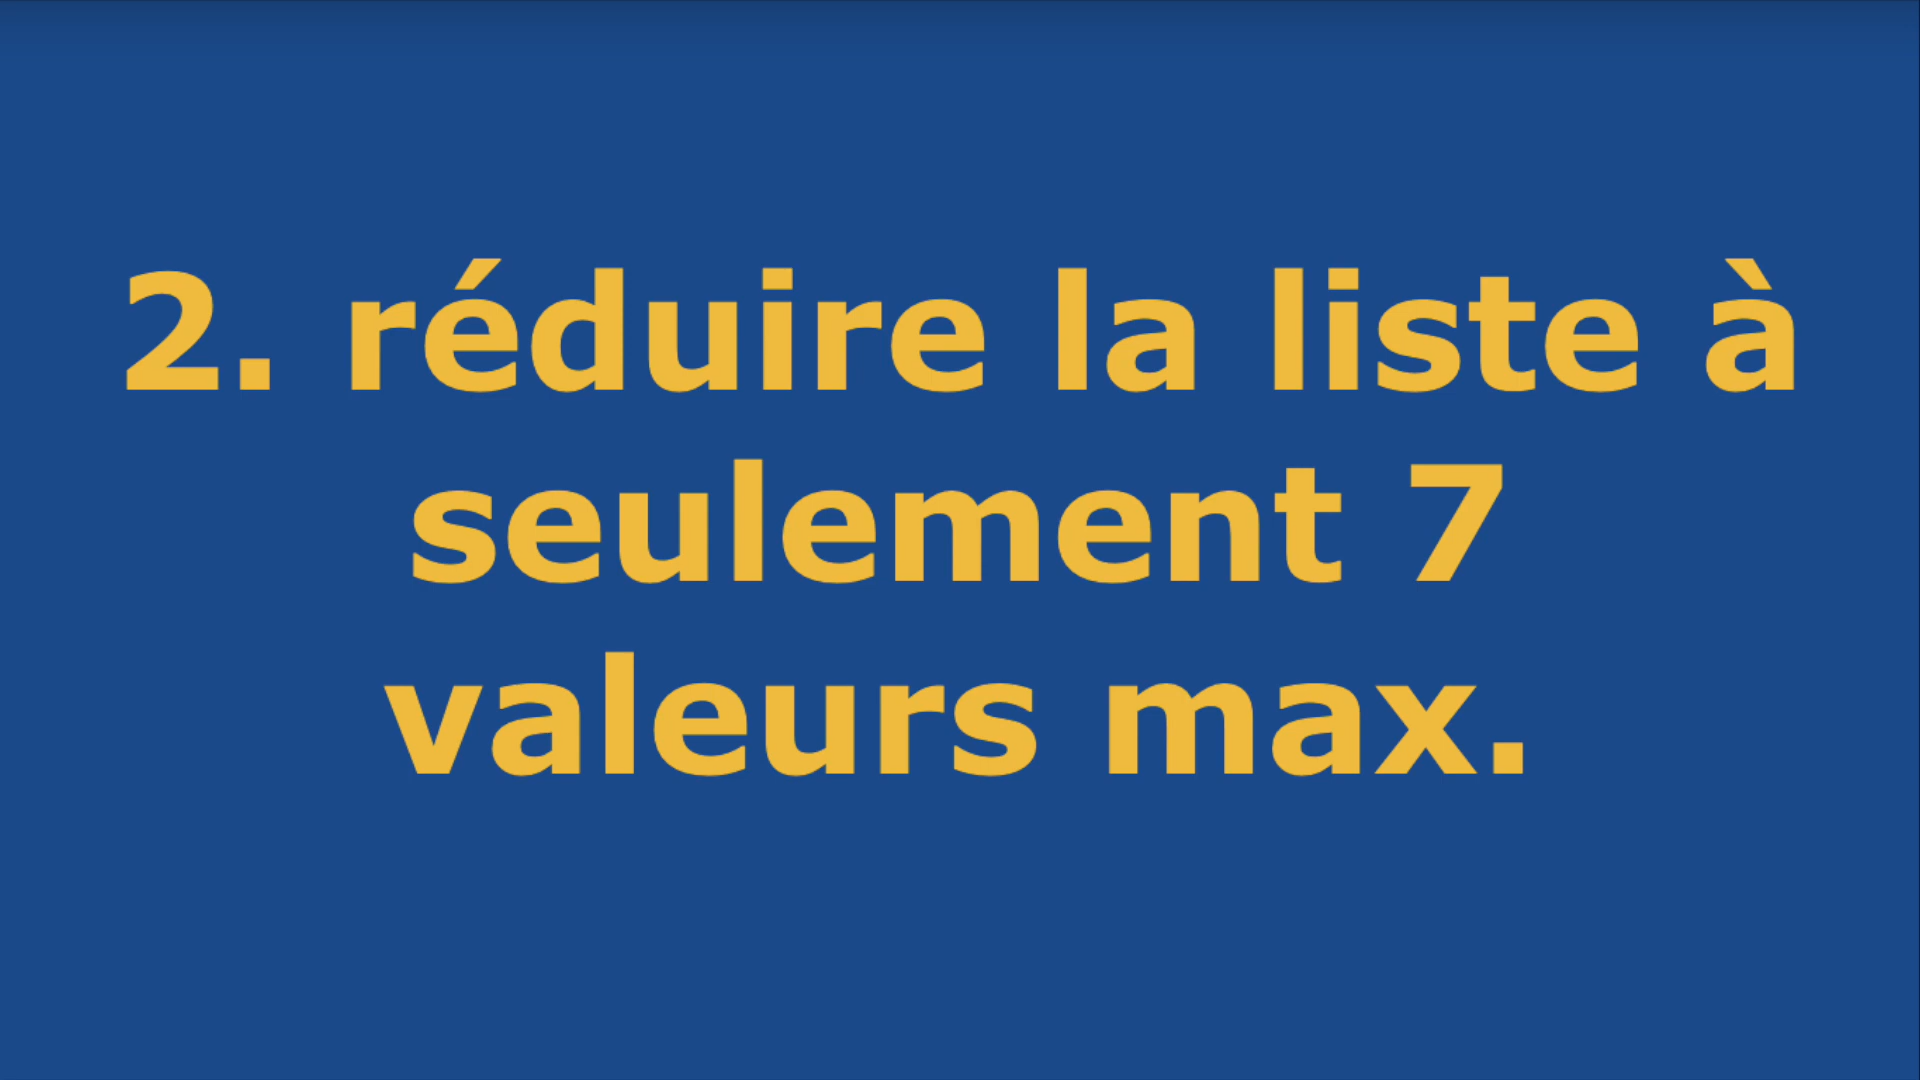 2. réduire la liste à
seulement 7
valeurs max.